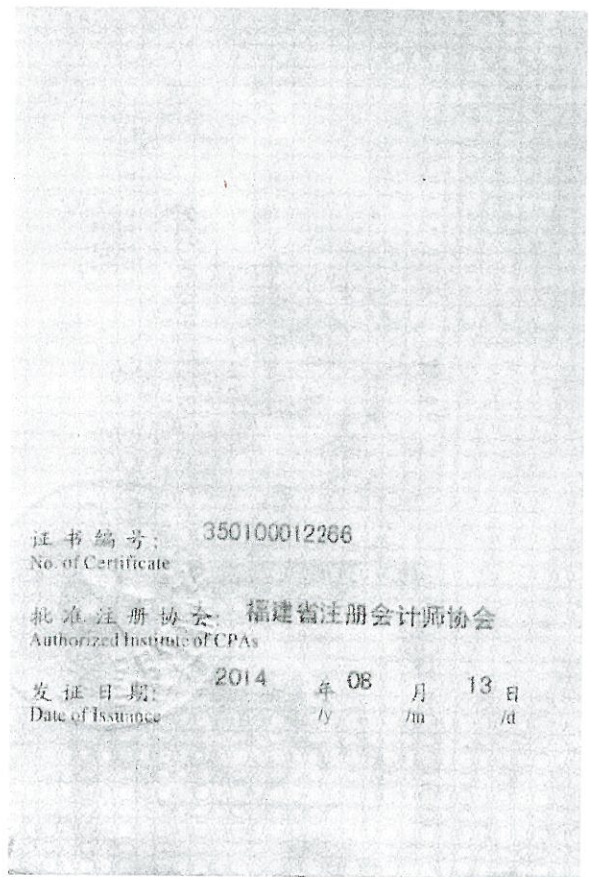 证书编号: 350100012266
No. of Certificate
批准注册协会: 福建省注册会计师协会
Authorized Institute of CPAs
发证日期: 2014 年 08 月 13 日
Date of Issuance /y /m /d